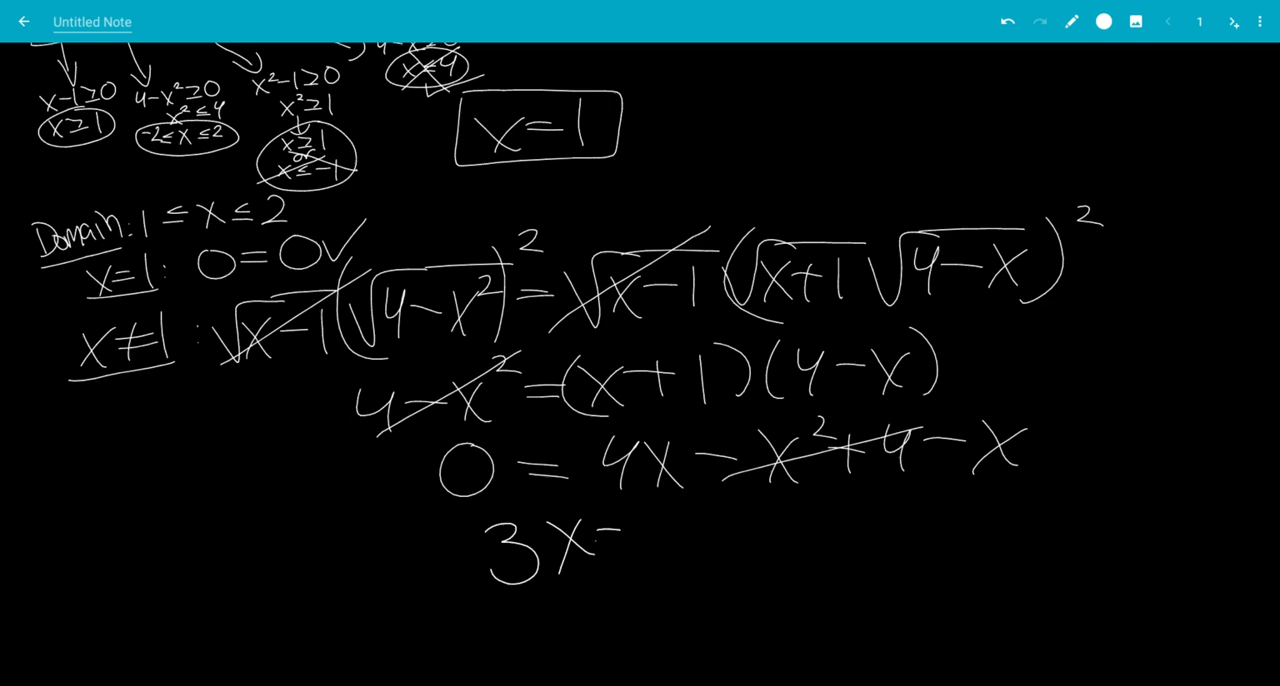 Untitled Note
1
x-1≥0
4-x²≥0
x²-1≥0
x≤4
x²≤4
x²≥1
x≥1
-2≤x≤2
x≥1
or
x≤-1
x=1
Domain: 1≤x≤2
x=1: 0=0✓
x≠1: √x-1(√4-x²)²=√x-1(√x+1√4-x)²
4-x²=(x+1)(4-x)
0=4x-x²+4-x
3x=